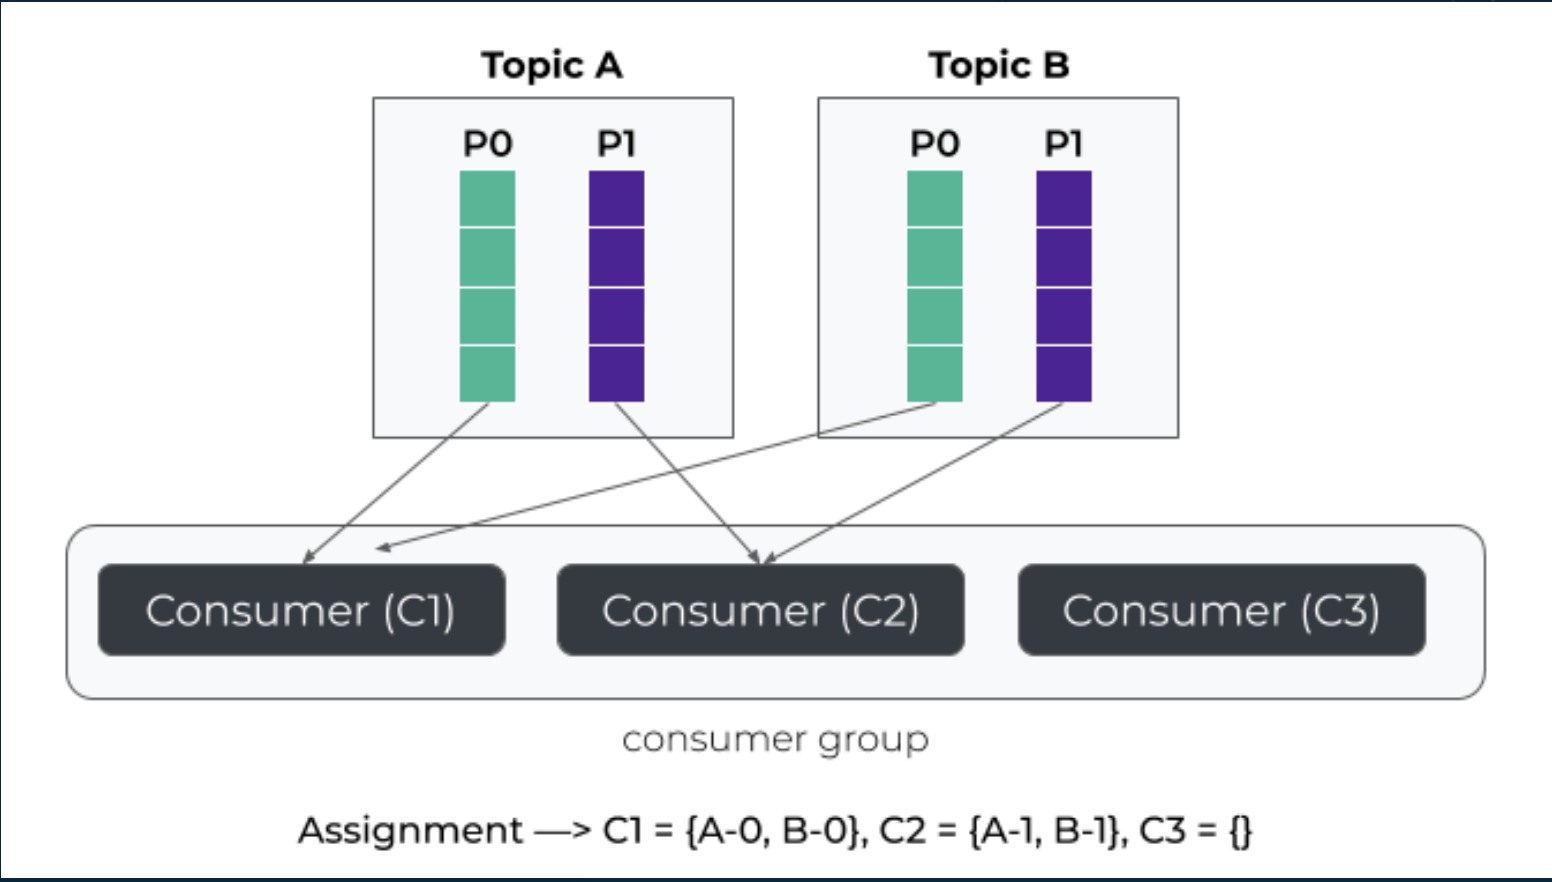 Topic A
Topic B
P0
P1
P0
P1
Consumer (C1)
Consumer (C2)
Consumer (C3)
consumer group
Assignment —> C1 = {A-0, B-0}, C2 = {A-1, B-1}, C3 = {}